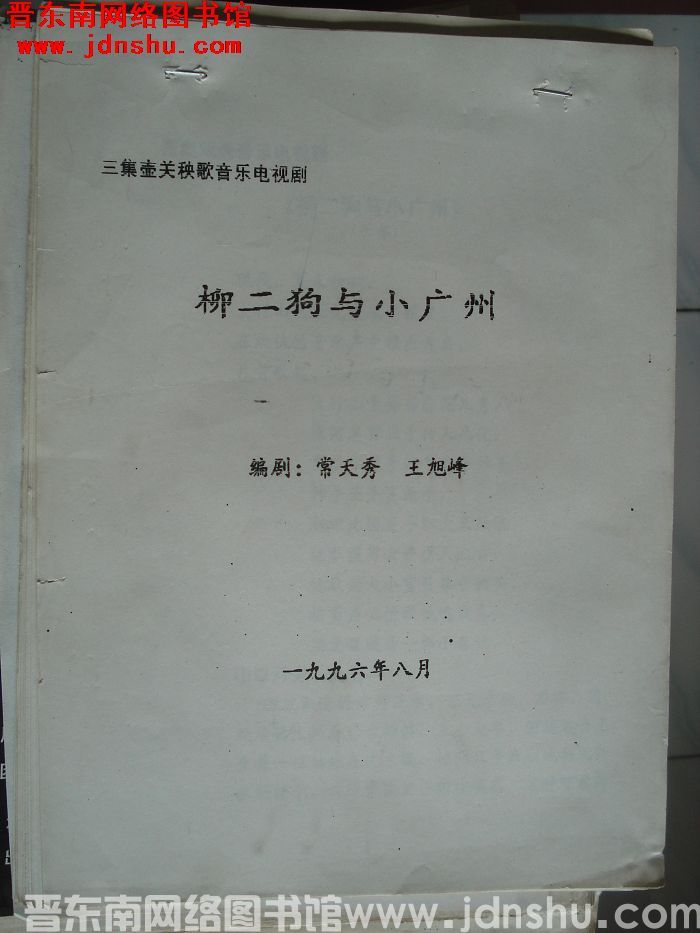 晋东南网络图书馆
www.jdnshu.com
三集壶关秧歌音乐电视剧
柳二狗与小广州
编剧：常天秀 王旭峰
一九九六年八月
晋东南网络图书馆www.jdnshu.com